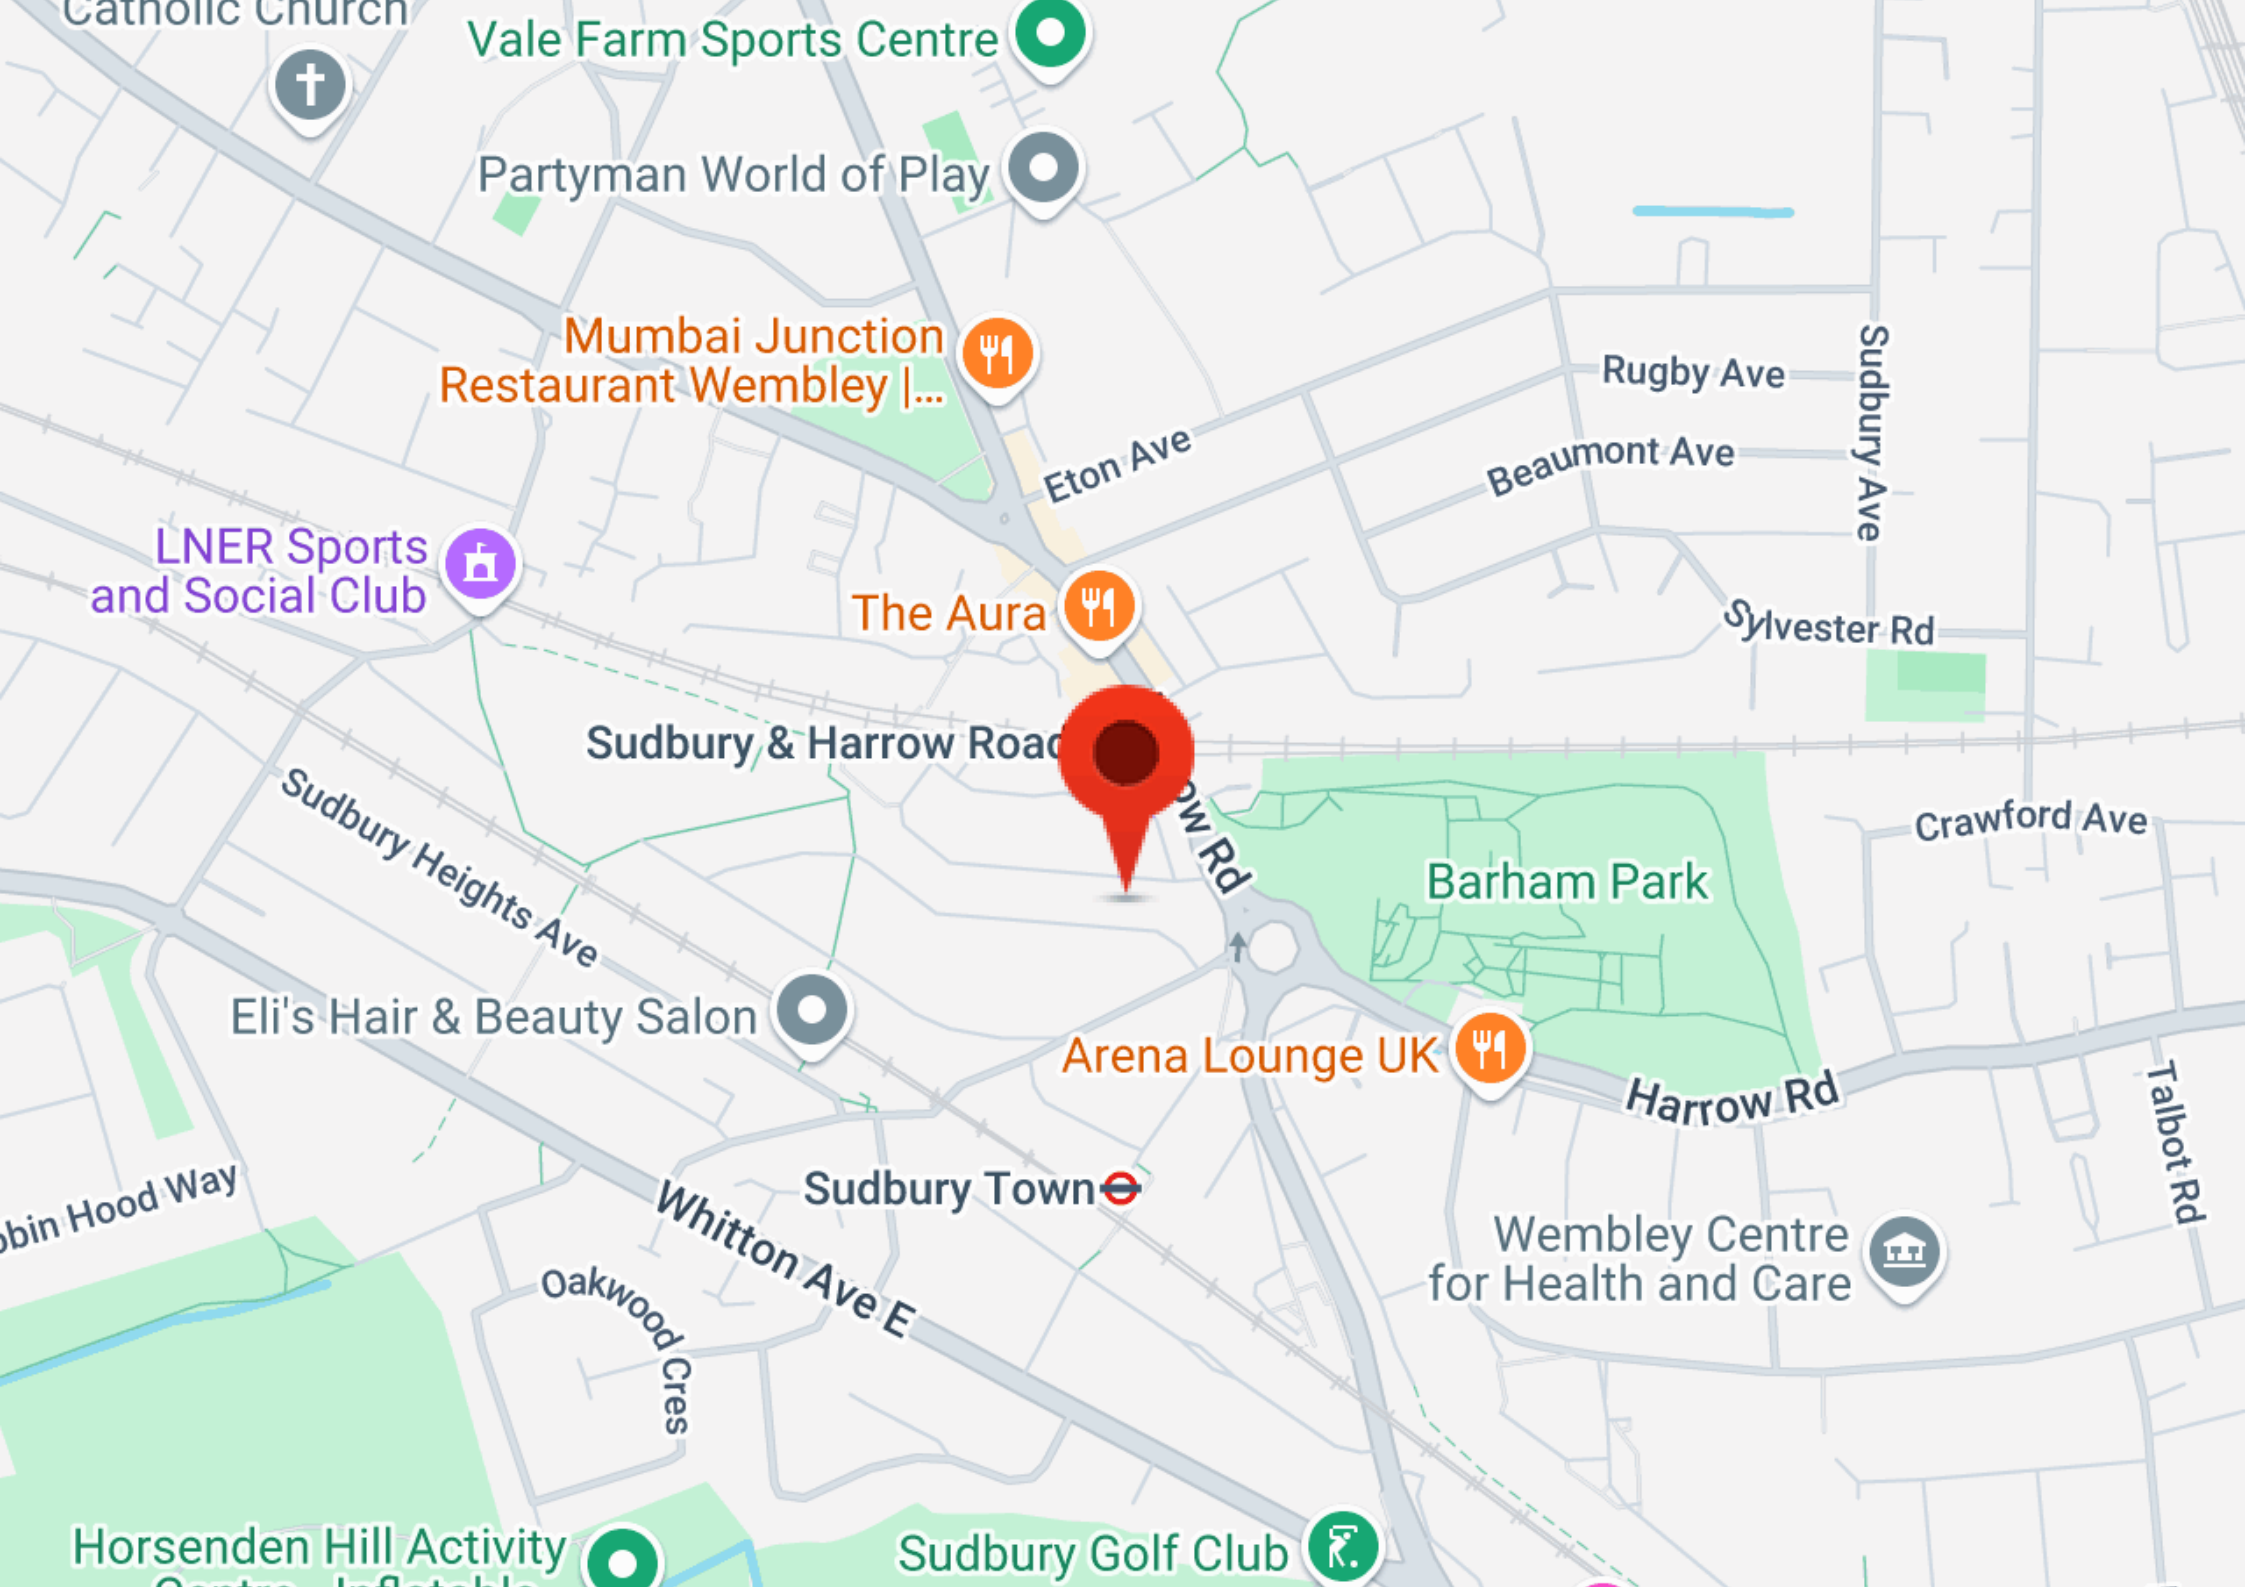 Catholic Church
Vale Farm Sports Centre
Partyman World of Play
Mumbai Junction
Restaurant Wembley |...
Eton Ave
Rugby Ave
Beaumont Ave
Sudbury Ave
Sylvester Rd
LNER Sports
and Social Club
The Aura
Sudbury & Harrow Road
ow Rd
Sudbury Heights Ave
Crawford Ave
Barham Park
Eli's Hair & Beauty Salon
Arena Lounge UK
Harrow Rd
Talbot Rd
Sudbury Town
obin Hood Way
Whitton Ave E
Wembley Centre
for Health and Care
Oakwood Cres
Horsenden Hill Activity
Centre - Inflatable
Sudbury Golf Club